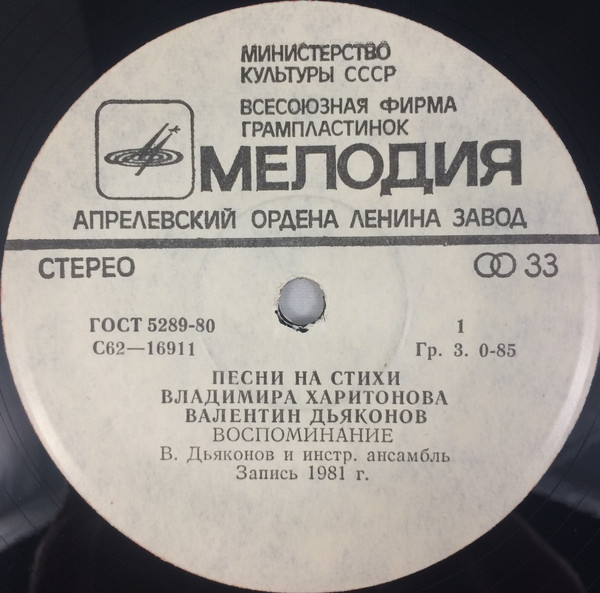 МИНИСТЕРСТВО
КУЛЬТУРЫ СССР
ВСЕСОЮЗНАЯ ФИРМА
ГРАМПЛАСТИНОК
МЕЛОДИЯ
АПРЕЛЕВСКИЙ ОРДЕНА ЛЕНИНА ЗАВОД
СТЕРЕО 33
ГОСТ 5289-80 1
С62—16911 Гр. 3. 0-85
ПЕСНИ НА СТИХИ
ВЛАДИМИРА ХАРИТОНОВА
ВАЛЕНТИН ДЬЯКОНОВ
ВОСПОМИНАНИЕ
В. Дьяконов и инстр. ансамбль
Запись 1981 г.